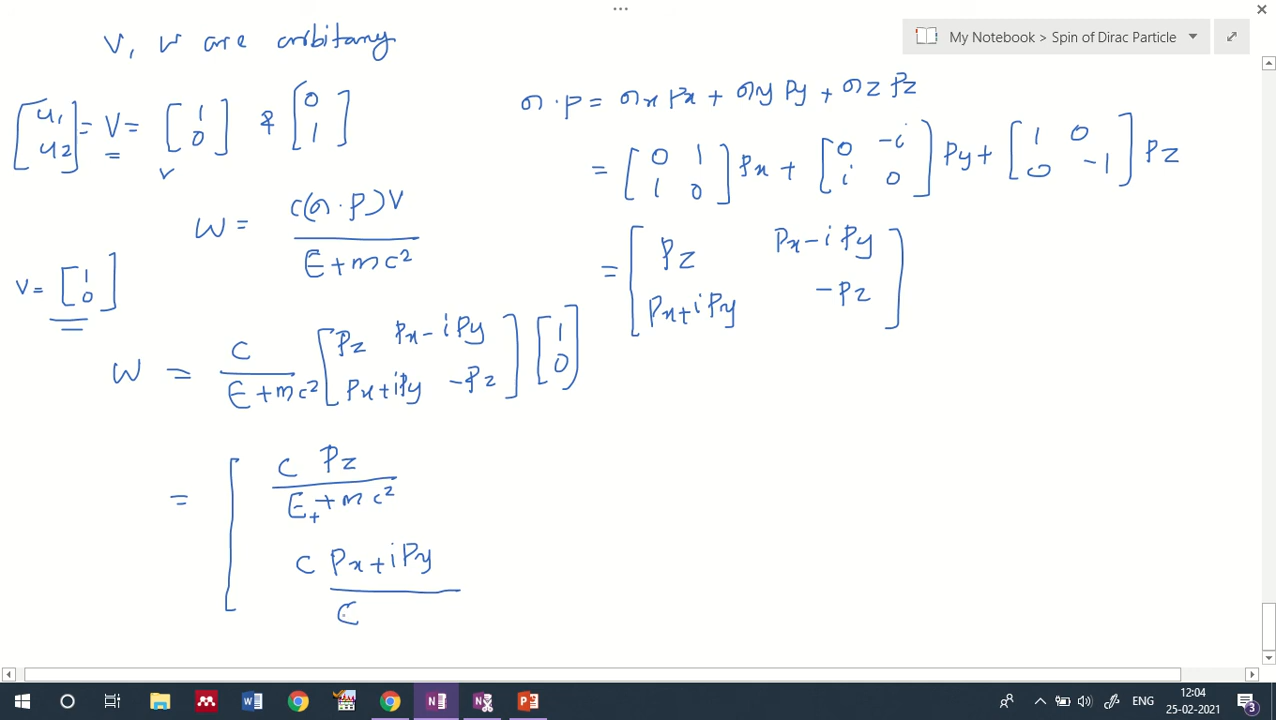 ...
My Notebook > Spin of Dirac Particle
V, w are arbitary
[u1 u2] = V = [1 0] & [0 1]
σ·p = σx Px + σy Py + σz Pz
= [0 1 1 0] Px + [0 -i i 0] Py + [1 0 0 -1] Pz
W = c(σ·p)V / E+mc²
= [Pz Px-iPy Px+iPy -Pz]
V = [1 0]
W = c / E+mc² [Pz Px-iPy Px+iPy -Pz] [1 0]
= [ c Pz / E₊+mc²
c Px+iPy / E
ENG
12:04
25-02-2021
3